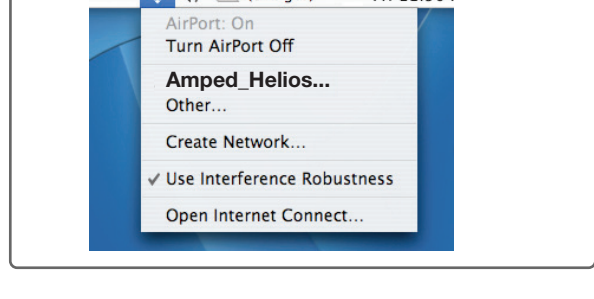 AirPort: On
Turn AirPort Off
Amped_Helios...
Other...
Create Network...
✓ Use Interference Robustness
Open Internet Connect...